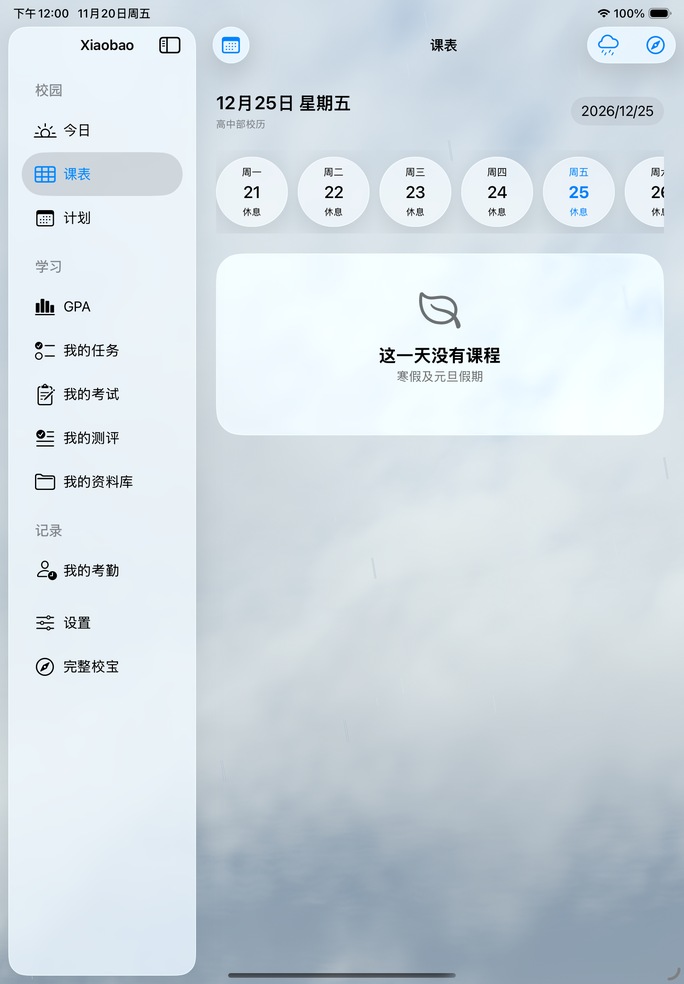 下午12:00 11月20日周五
100%
Xiaobao
校园
今日
课表
计划
学习
GPA
我的任务
我的考试
我的测评
我的资料库
记录
我的考勤
设置
完整校宝
课表
12月25日 星期五
高中部校历
2026/12/25
周一 周二 周三 周四 周五
21 22 23 24 25 26
休息 休息 休息 休息 休息
这一天没有课程
寒假及元旦假期